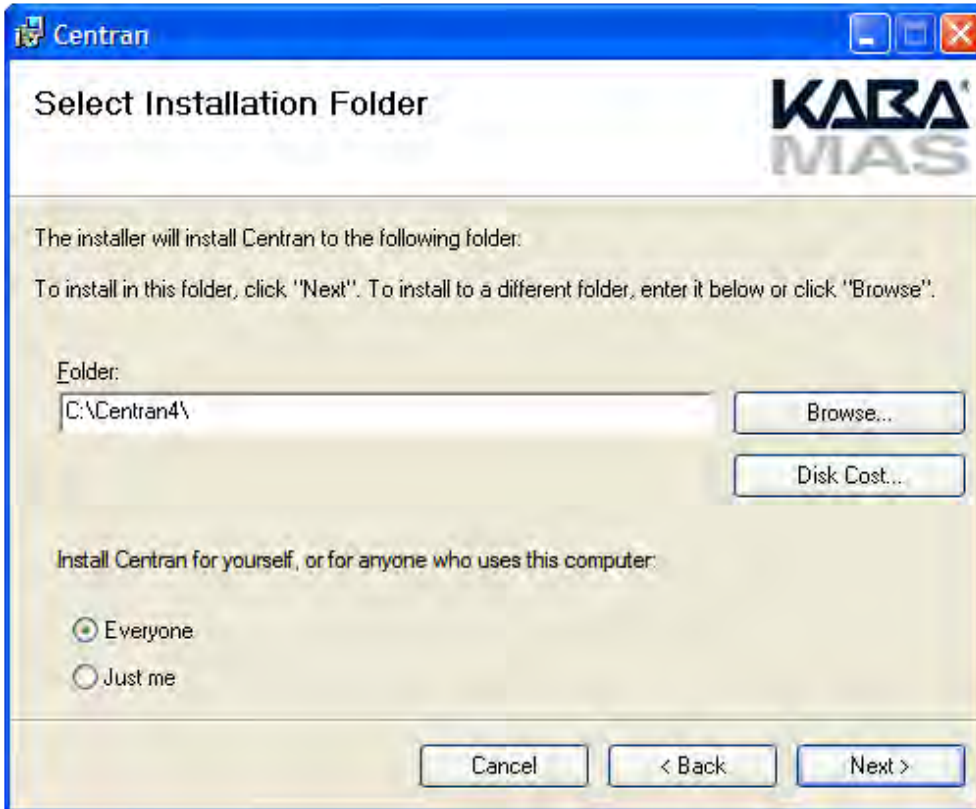 Centran
Select Installation Folder
KABA®
MAS
The installer will install Centran to the following folder:
To install in this folder, click "Next". To install to a different folder, enter it below or click "Browse".
Folder:
C:\Centran4\
Browse...
Disk Cost...
Install Centran for yourself, or for anyone who uses this computer:
Everyone
Just me
Cancel
< Back
Next >